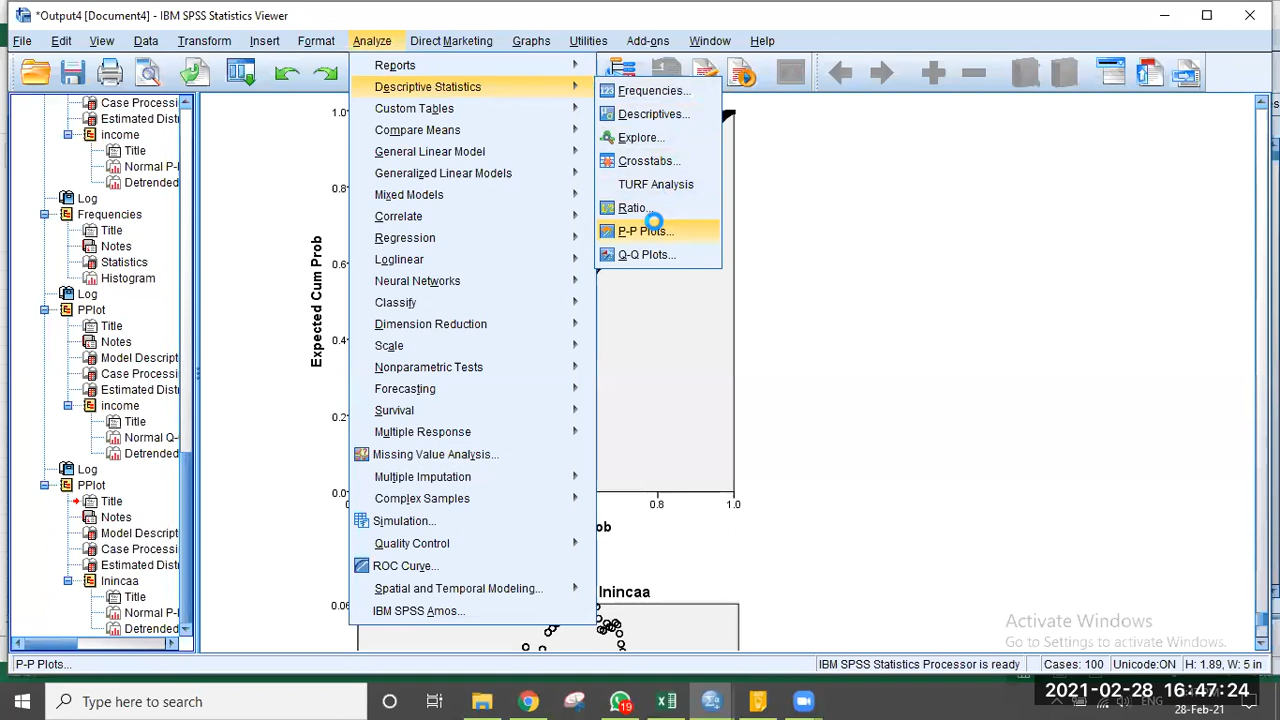 *Output4 [Document4] - IBM SPSS Statistics Viewer
File Edit View Data Transform Insert Format Analyze Direct Marketing Graphs Utilities Add-ons Window Help
Case Processi
Estimated Distr
income
Title
Normal P-I
Detrended
Log
Frequencies
Title
Notes
Statistics
Histogram
Log
PPlot
Title
Notes
Model Descript
Case Processi
Estimated Distr
income
Title
Normal Q-
Detrended
Log
PPlot
Title
Notes
Model Descript
Case Processi
Estimated Distr
Inincaa
Title
Normal P-I
Detrended
Reports
Descriptive Statistics
Custom Tables
Compare Means
General Linear Model
Generalized Linear Models
Mixed Models
Correlate
Regression
Loglinear
Neural Networks
Classify
Dimension Reduction
Scale
Nonparametric Tests
Forecasting
Survival
Multiple Response
Missing Value Analysis...
Multiple Imputation
Complex Samples
Simulation...
Quality Control
ROC Curve...
Spatial and Temporal Modeling...
IBM SPSS Amos...
Frequencies...
Descriptives...
Explore...
Crosstabs...
TURF Analysis
Ratio...
P-P Plots...
Q-Q Plots...
Expected Cum Prob
1.0
0.8
0.6
0.4
0.2
0.0
0.8 1.0
ob
Inincaa
0.06
Activate Windows
Go to Settings to activate Windows.
P-P Plots... IBM SPSS Statistics Processor is ready Cases: 100 Unicode:ON H: 1.89, W: 5 in
2021-02-28 16:47:24
Type here to search
19
ENG
28-Feb-21